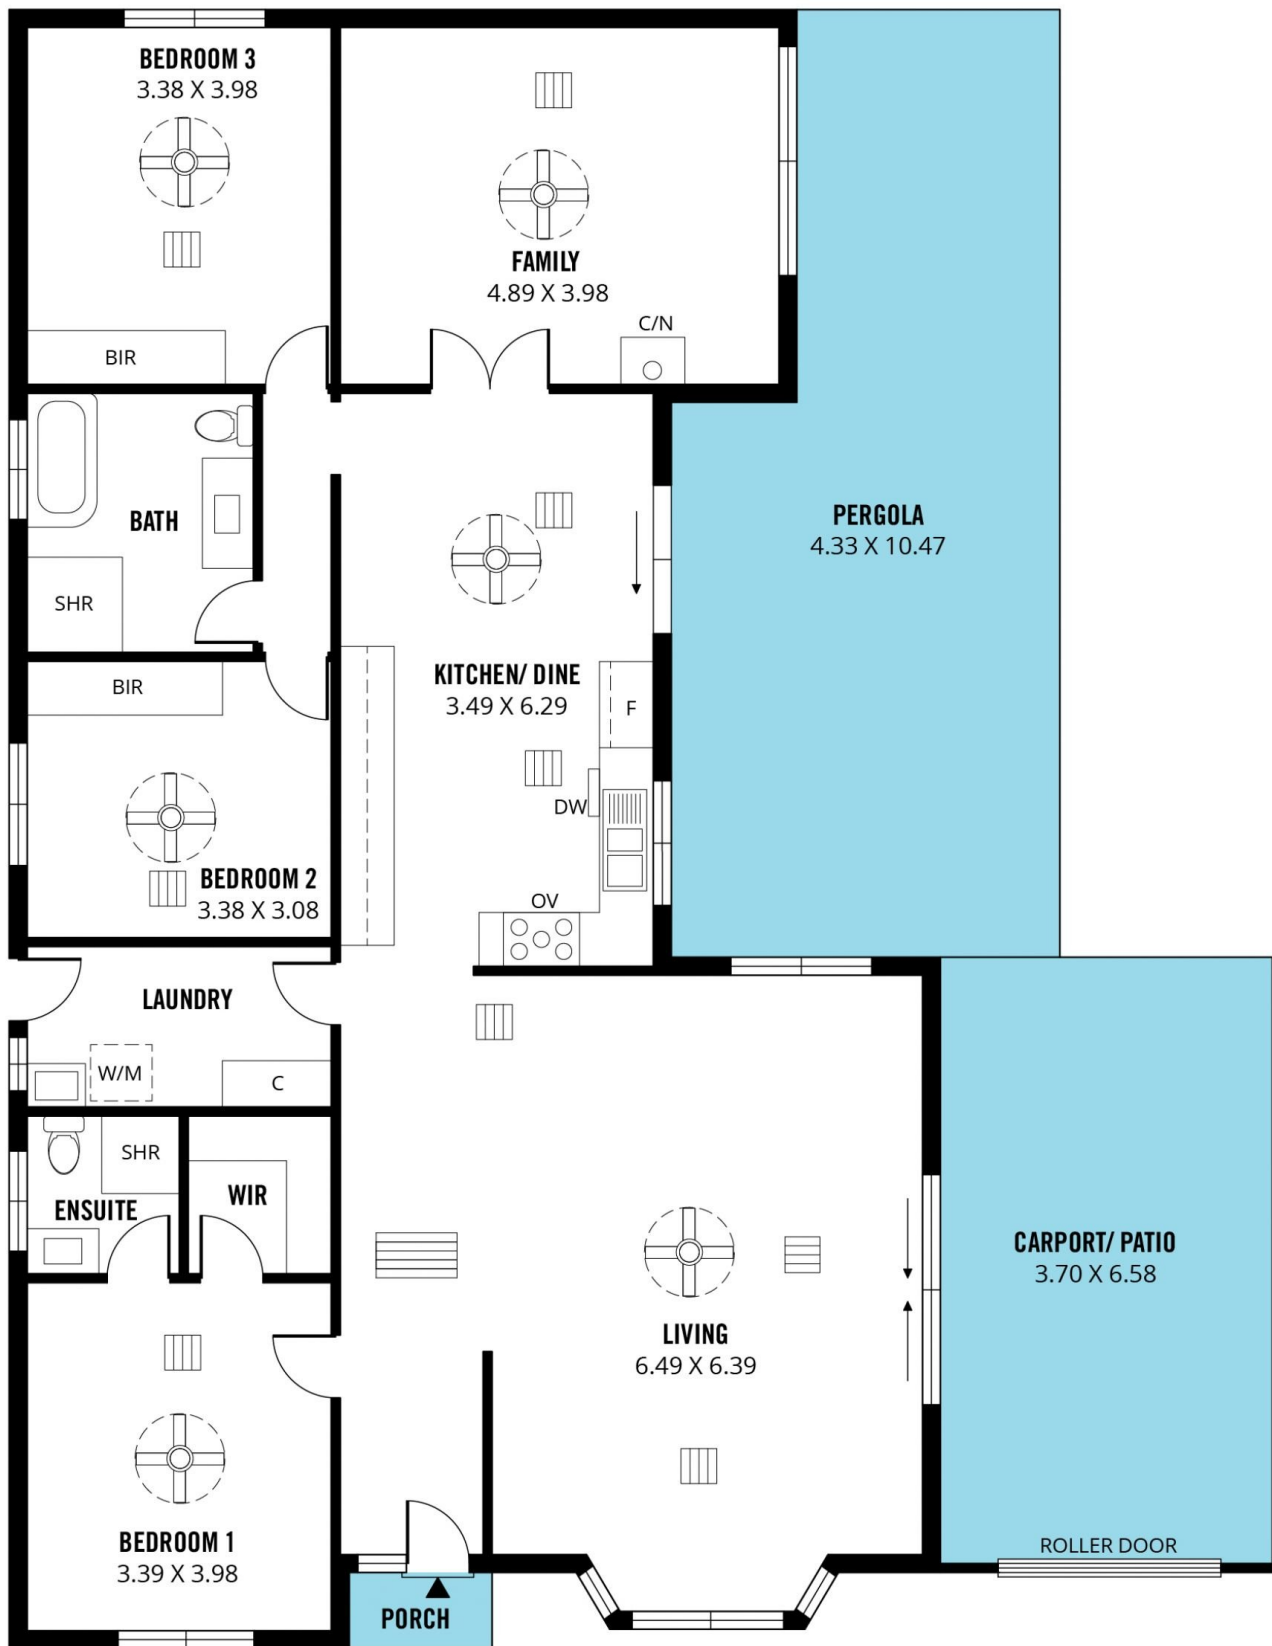 BEDROOM 3
3.38 X 3.98
FAMILY
4.89 X 3.98
C/N
BIR
BATH
SHR
PERGOLA
4.33 X 10.47
KITCHEN/ DINE
3.49 X 6.29
F
BIR
DW
BEDROOM 2
3.38 X 3.08
OV
LAUNDRY
W/M
C
SHR
ENSUITE
WIR
CARPORT/ PATIO
3.70 X 6.58
LIVING
6.49 X 6.39
BEDROOM 1
3.39 X 3.98
ROLLER DOOR
PORCH